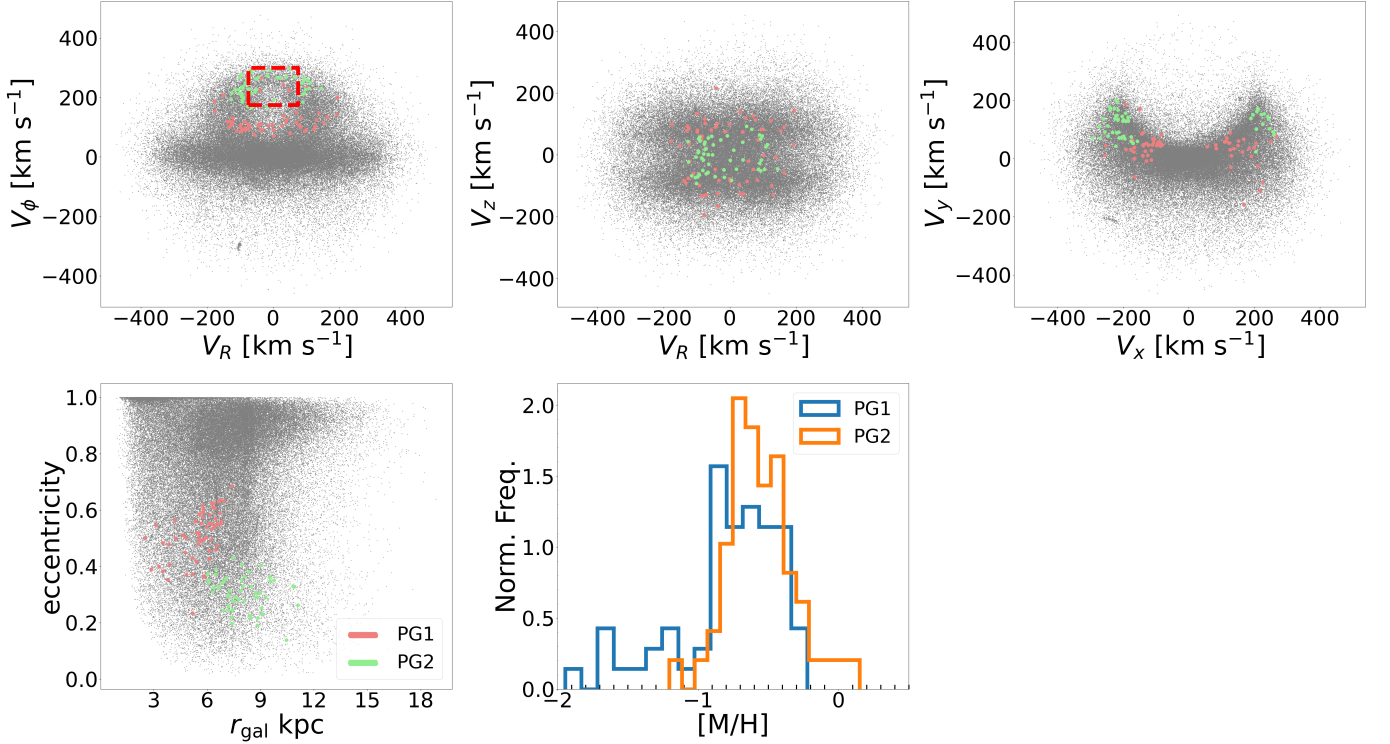 400
200
0
−200
−400
V_ϕ [km s⁻¹]
−400 −200 0 200 400
V_R [km s⁻¹]
400
200
0
−200
−400
V_z [km s⁻¹]
−400 −200 0 200 400
V_R [km s⁻¹]
400
200
0
−200
−400
V_y [km s⁻¹]
−400 −200 0 200 400
V_x [km s⁻¹]
1.0
0.8
0.6
0.4
0.2
0.0
eccentricity
PG1
PG2
3 6 9 12 15 18
r_gal kpc
2.0
1.5
1.0
0.5
0.0
Norm. Freq.
PG1
PG2
−2 −1 0
[M/H]